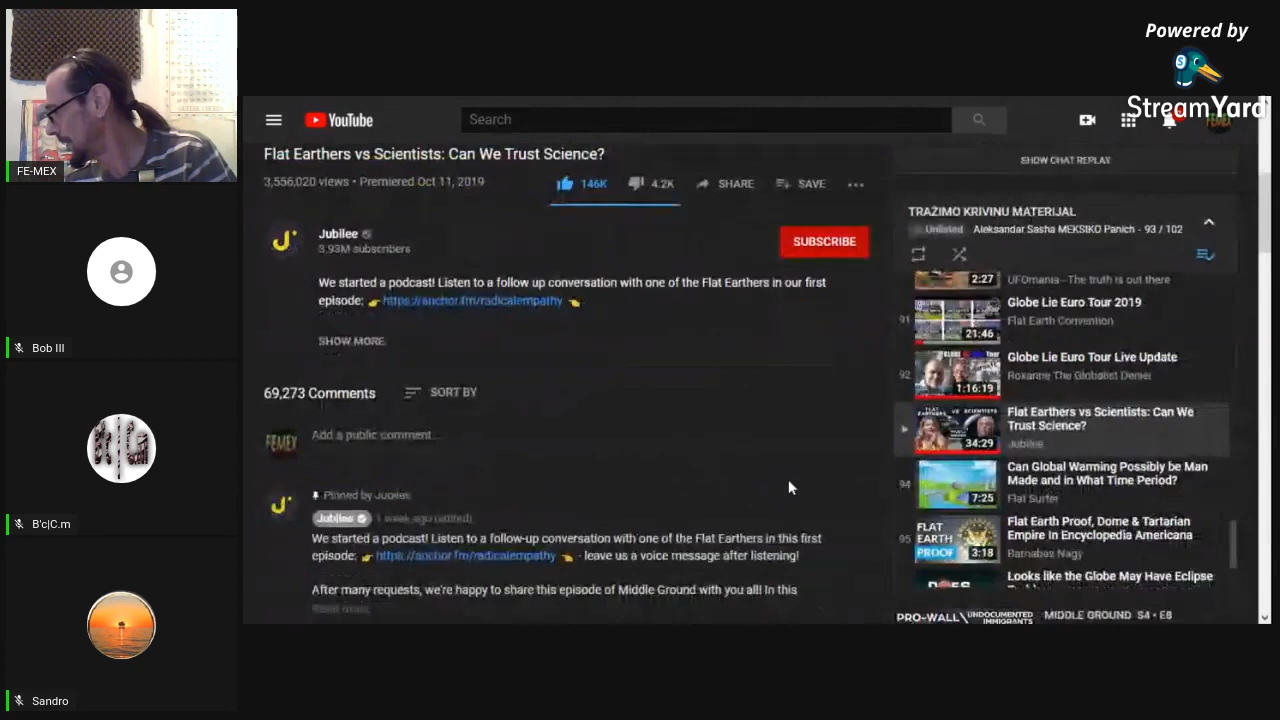 Powered by
StreamYard
FE-MEX
Bob III
B'c|C.m
Sandro
YouTube
Search
Flat Earthers vs Scientists: Can We Trust Science?
3,556,020 views • Premiered Oct 11, 2019
146K
4.2K
SHARE
SAVE
Jubilee
3.93M subscribers
SUBSCRIBE
We started a podcast! Listen to a follow up conversation with one of the Flat Earthers in our first
episode: 👉 https://anchor.fm/radicalempathy 👈
SHOW MORE
69,273 Comments
SORT BY
FEMEX
Add a public comment...
Pinned by Jubilee
Jubilee
1 week ago (edited)
We started a podcast! Listen to a follow-up conversation with one of the Flat Earthers in this first
episode: 👉 https://anchor.fm/radicalempathy 👈 - leave us a voice message after listening!
After many requests, we're happy to share this episode of Middle Ground with you all! In this
Read more
SHOW CHAT REPLAY
TRAŽIMO KRIVINU MATERIJAL
Unlisted
Aleksandar Sasha MEKSIKO Panich - 93 / 102
2:27
UFOmania - The truth is out there
91
21:46
Globe Lie Euro Tour 2019
Flat Earth Convention
92
1:16:19
Globe Lie Euro Tour Live Update
Roxanne The Globalist Denier
34:29
Flat Earthers vs Scientists: Can We
Trust Science?
Jubilee
94
7:25
Can Global Warming Possibly be Man
Made and in What Time Period?
Flat Surfer
95
FLAT
EARTH
PROOF
3:18
Flat Earth Proof, Dome & Tartarian
Empire In Encyclopedia Americana
Barnabas Nagy
Looks like the Globe May Have Eclipse
PRO-WALL
UNDOCUMENTED
IMMIGRANTS
MIDDLE GROUND S4 • E8